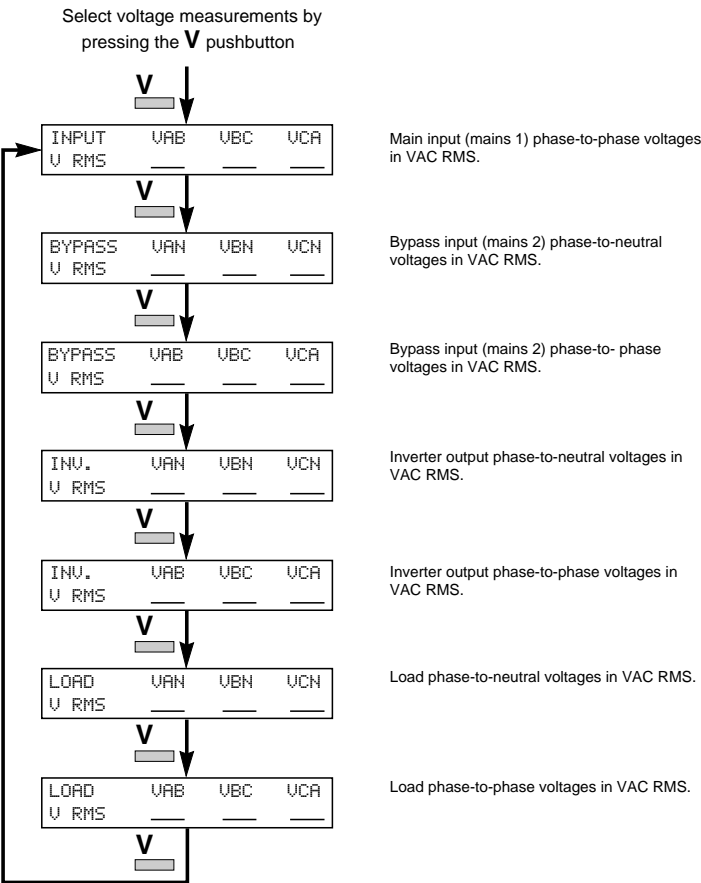 Select voltage measurements by
pressing the V pushbutton
V
INPUT VAB VBC VCA
V RMS
Main input (mains 1) phase-to-phase voltages
in VAC RMS.
V
BYPASS VAN VBN VCN
V RMS
Bypass input (mains 2) phase-to-neutral
voltages in VAC RMS.
V
BYPASS VAB VBC VCA
V RMS
Bypass input (mains 2) phase-to- phase
voltages in VAC RMS.
V
INV. VAN VBN VCN
V RMS
Inverter output phase-to-neutral voltages in
VAC RMS.
V
INV. VAB VBC VCA
V RMS
Inverter output phase-to-phase voltages in
VAC RMS.
V
LOAD VAN VBN VCN
V RMS
Load phase-to-neutral voltages in VAC RMS.
V
LOAD VAB VBC VCA
V RMS
Load phase-to-phase voltages in VAC RMS.
V